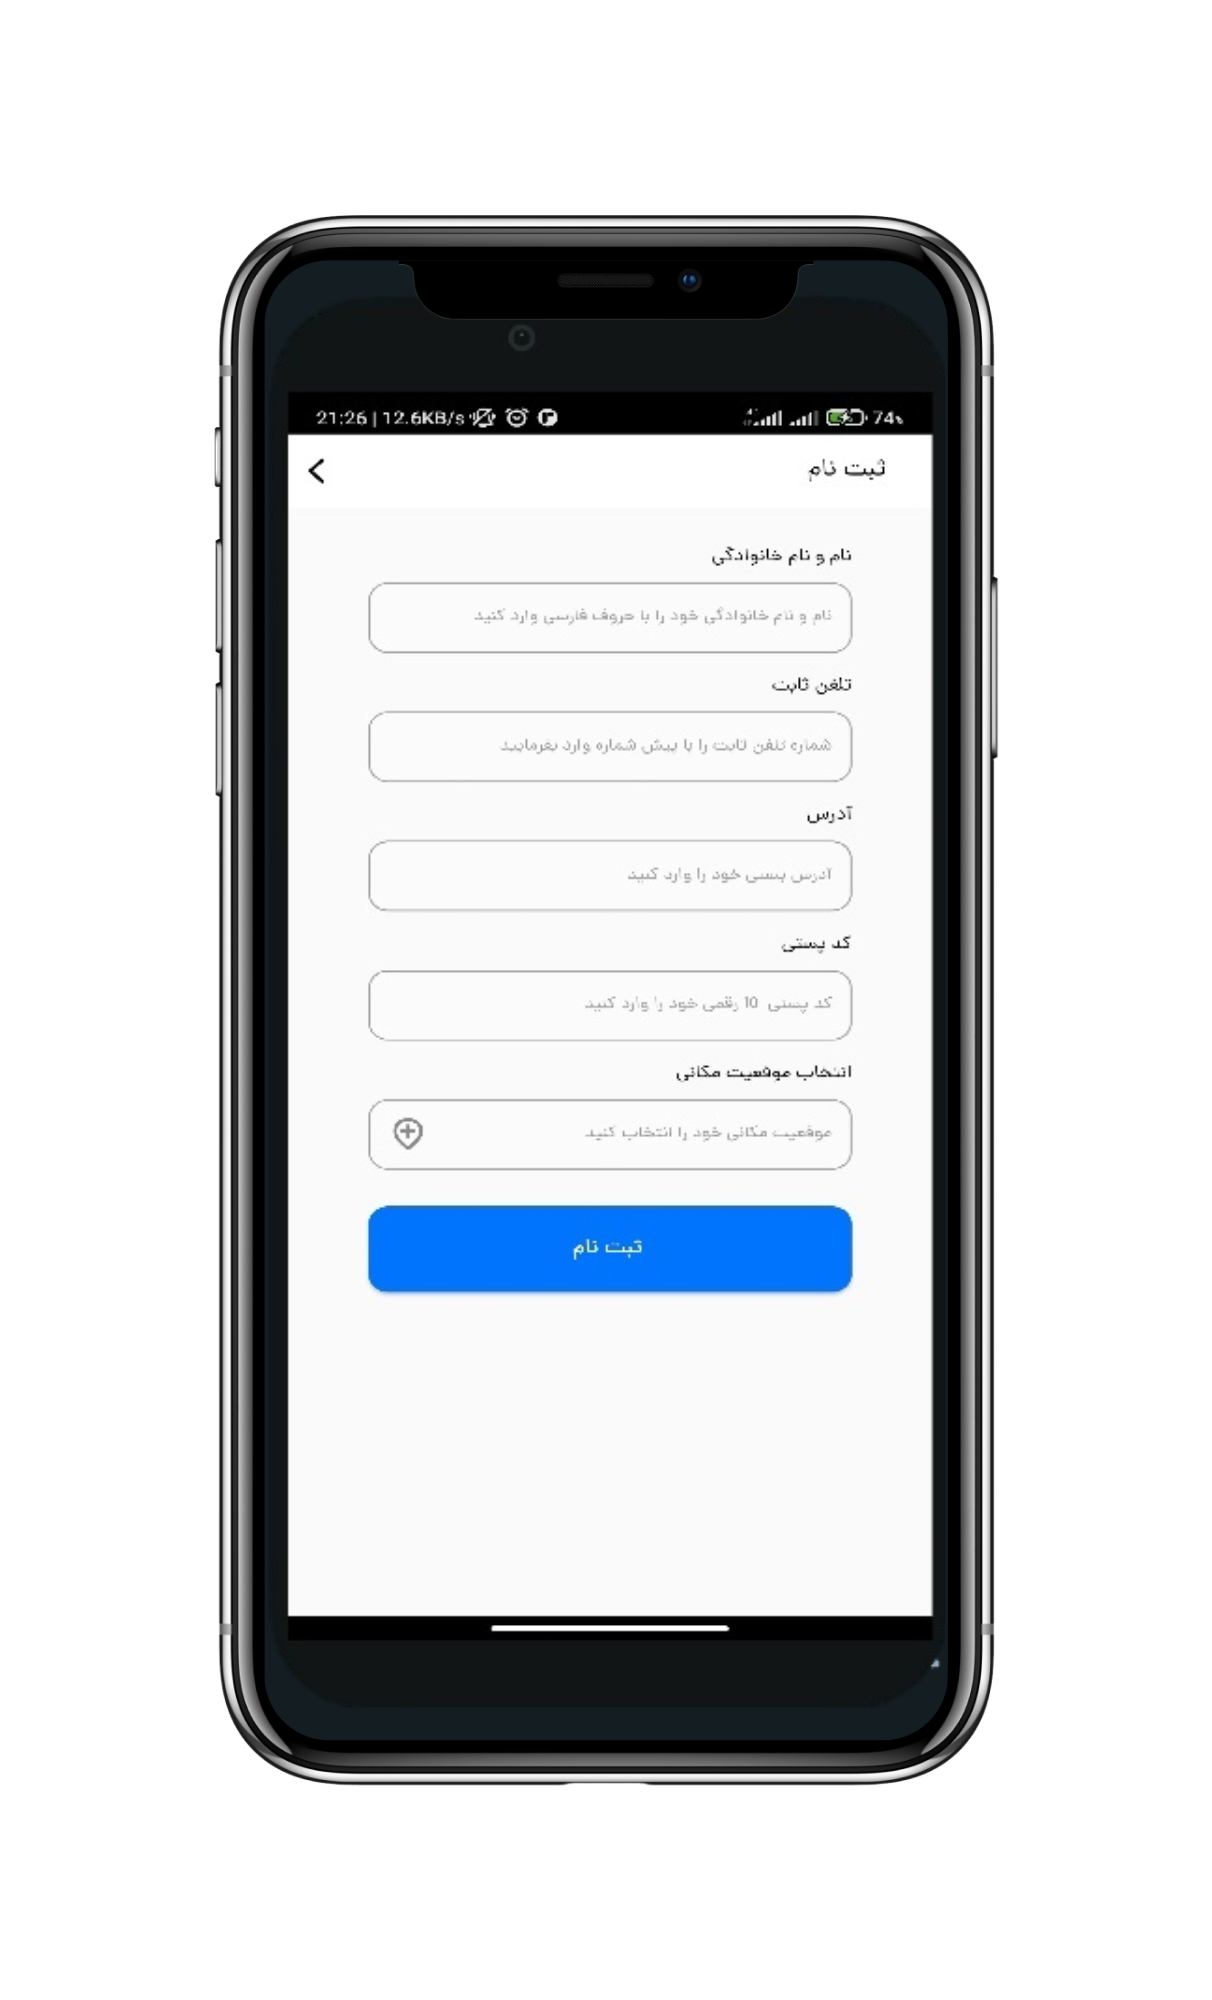 21:26 | 12.6KB/s 74%
ثبت نام
نام و نام خانوادگی
نام و نام خانوادگی خود را با حروف فارسی وارد کنید
تلفن ثابت
شماره تلفن ثابت را با پیش شماره وارد بفرمایید
آدرس
آدرس پستی خود را وارد کنید
کد پستی
کد پستی 10 رقمی خود را وارد کنید
انتخاب موقعیت مکانی
موقعیت مکانی خود را انتخاب کنید
ثبت نام